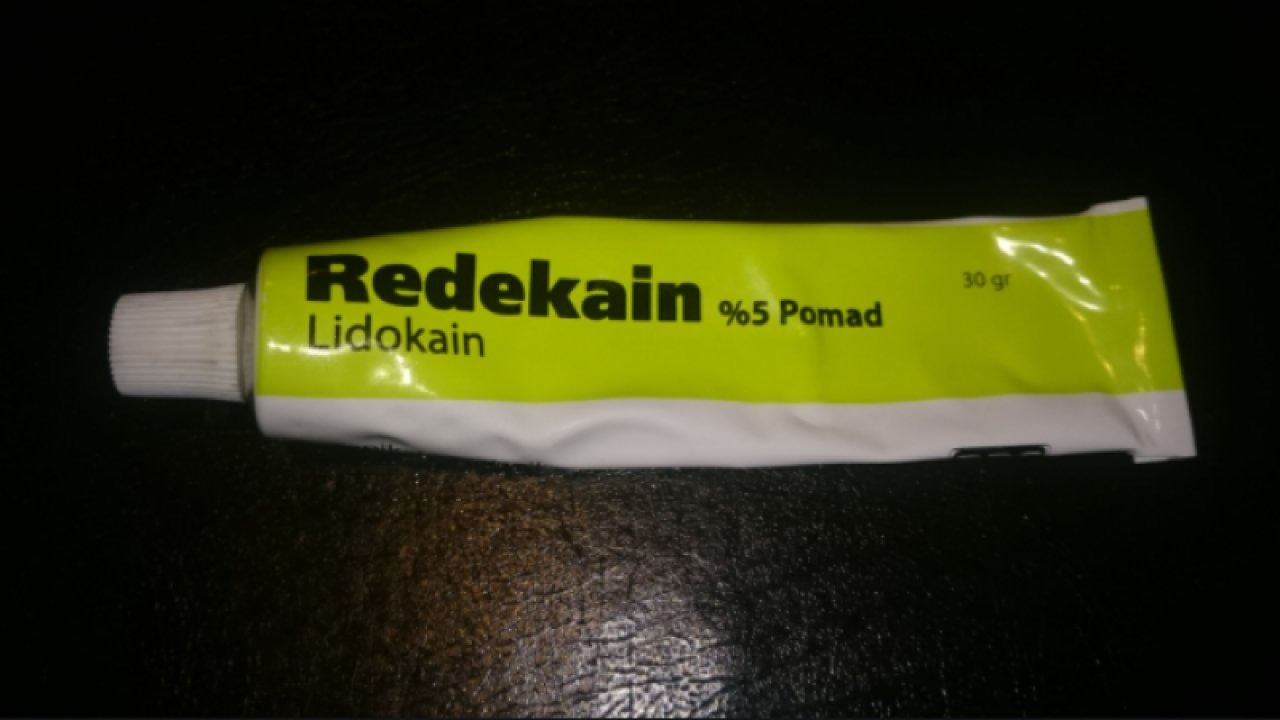 Redekain %5 Pomad
30 gr
Lidokain